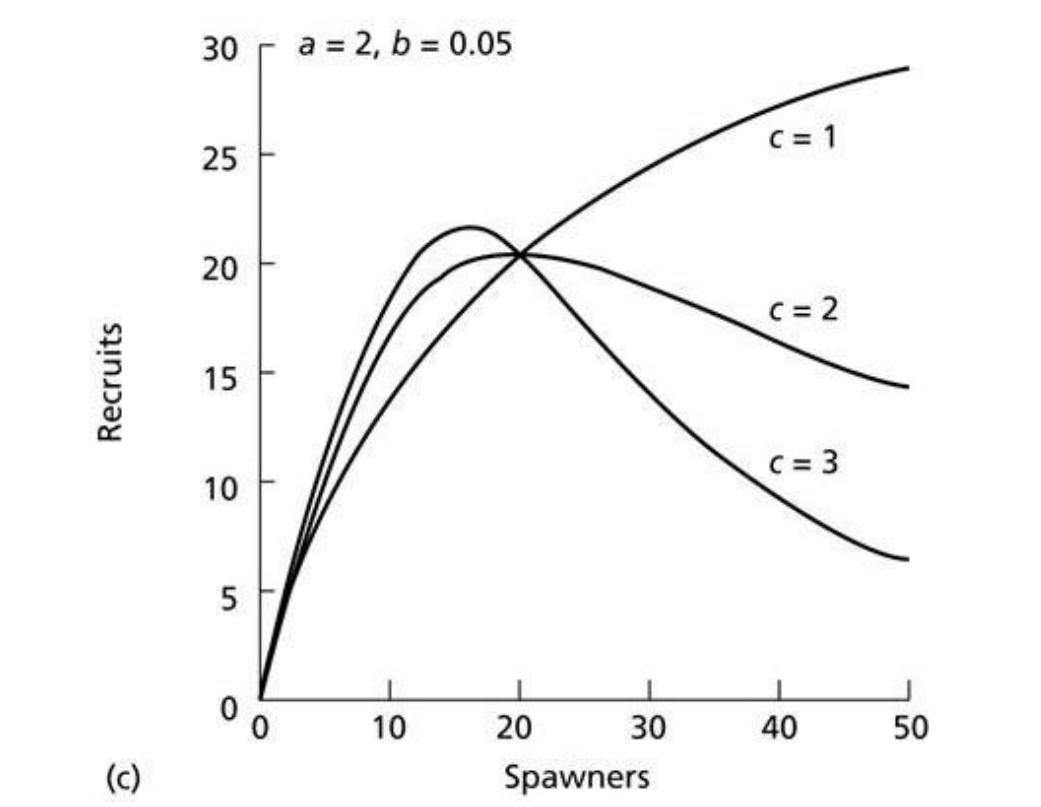 a = 2, b = 0.05
30
25
20
15
10
5
0
Recruits
c = 1
c = 2
c = 3
0 10 20 30 40 50
(c) Spawners